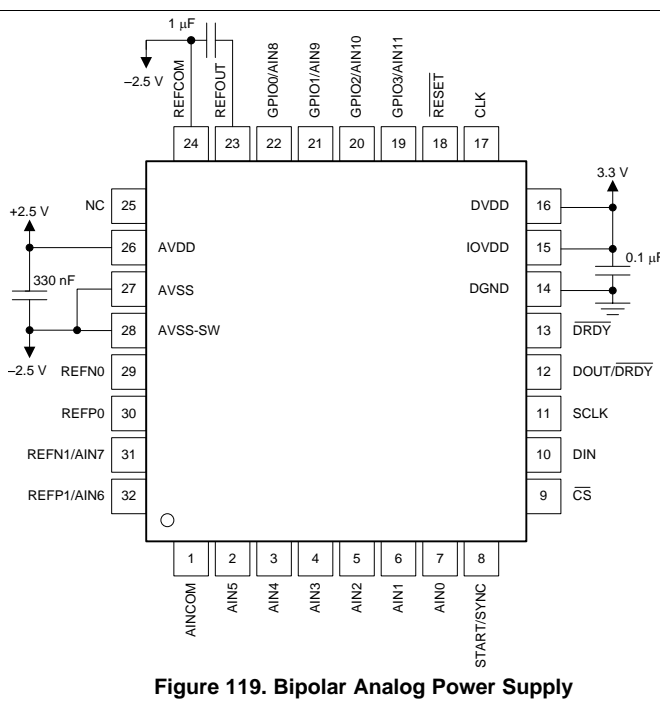 1 μF
–2.5 V
REFCOM
REFOUT
GPIO0/AIN8
GPIO1/AIN9
GPIO2/AIN10
GPIO3/AIN11
RESET
CLK
24 23 22 21 20 19 18 17
3.3 V
NC 25
DVDD 16
+2.5 V
26 AVDD
IOVDD 15
0.1 μF
330 nF
27 AVSS
DGND 14
28 AVSS-SW
13 DRDY
–2.5 V
REFN0 29
12 DOUT/DRDY
REFP0 30
11 SCLK
REFN1/AIN7 31
10 DIN
REFP1/AIN6 32
9 CS
1 2 3 4 5 6 7 8
AINCOM
AIN5
AIN4
AIN3
AIN2
AIN1
AIN0
START/SYNC
Figure 119. Bipolar Analog Power Supply